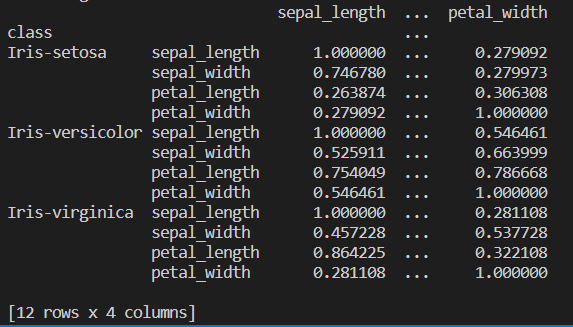 sepal_length ... petal_width
class ...
Iris-setosa sepal_length 1.000000 ... 0.279092
sepal_width 0.746780 ... 0.279973
petal_length 0.263874 ... 0.306308
petal_width 0.279092 ... 1.000000
Iris-versicolor sepal_length 1.000000 ... 0.546461
sepal_width 0.525911 ... 0.663999
petal_length 0.754049 ... 0.786668
petal_width 0.546461 ... 1.000000
Iris-virginica sepal_length 1.000000 ... 0.281108
sepal_width 0.457228 ... 0.537728
petal_length 0.864225 ... 0.322108
petal_width 0.281108 ... 1.000000
[12 rows x 4 columns]